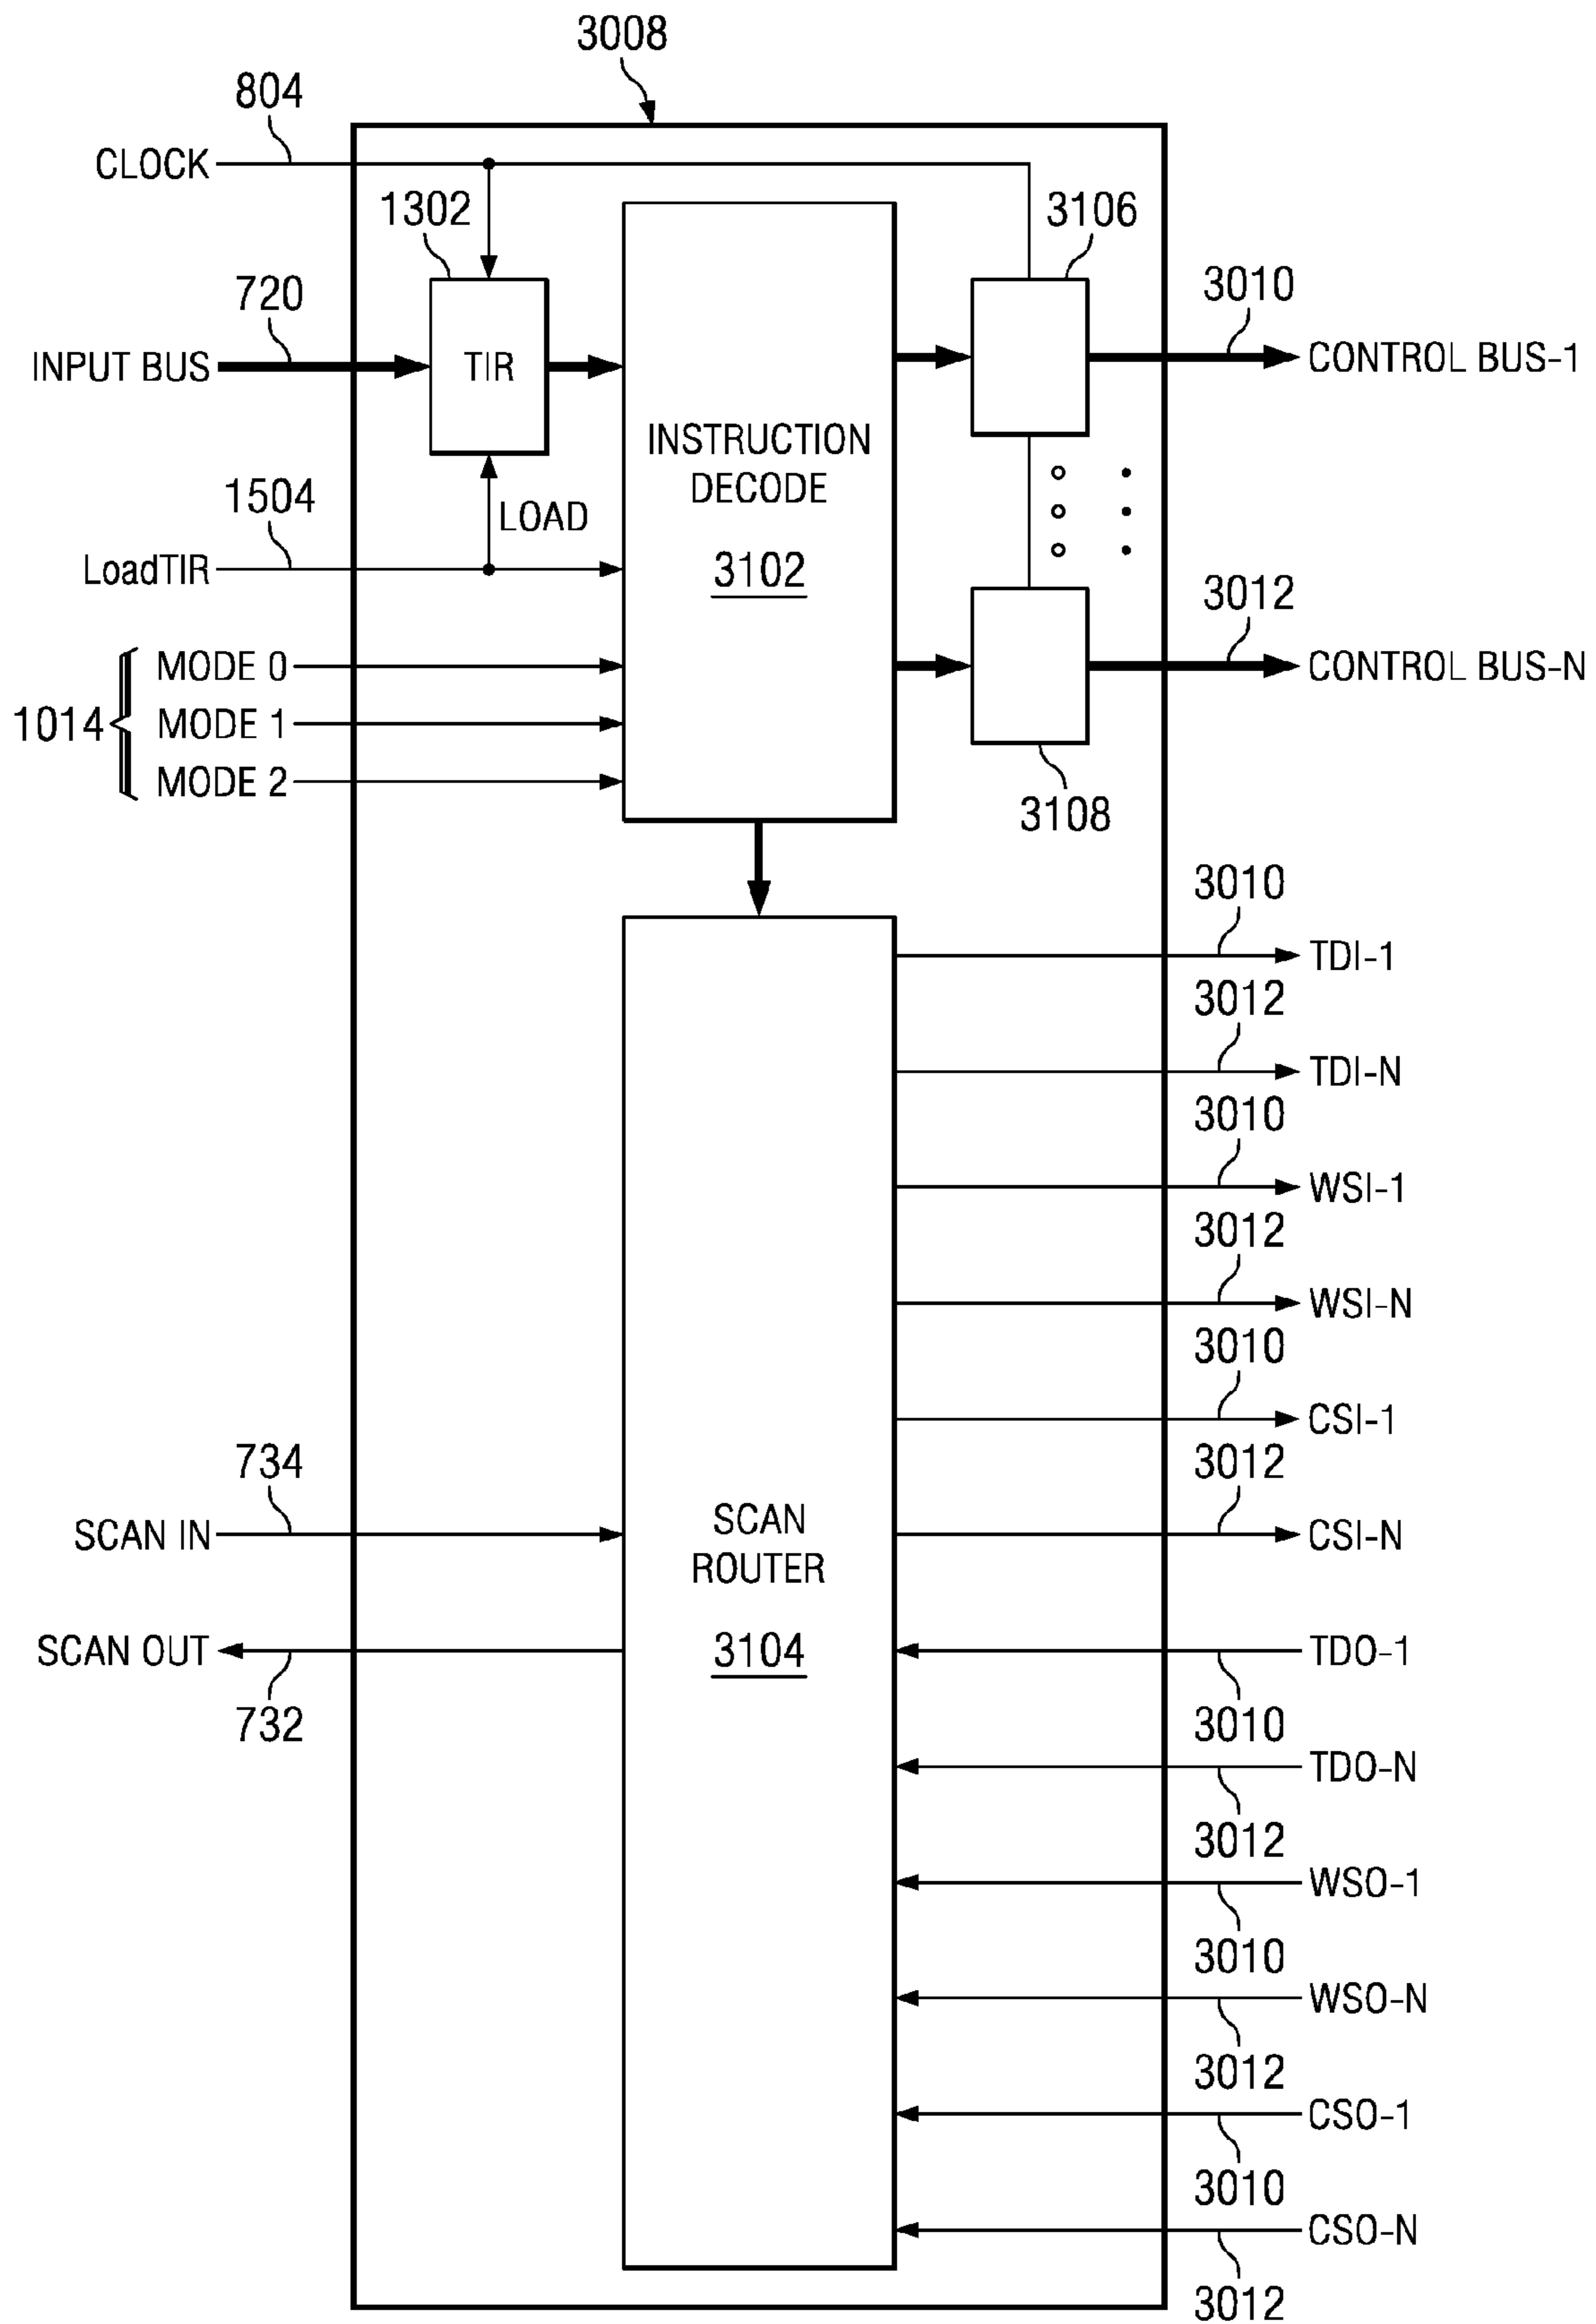 3008
804
CLOCK
1302
3106
720
3010
INPUT BUS
TIR
CONTROL BUS-1
INSTRUCTION
DECODE
1504
LOAD
LoadTIR
3102
3012
MODE 0
CONTROL BUS-N
1014
MODE 1
MODE 2
3108
3010
TDI-1
3012
TDI-N
3010
WSI-1
3012
WSI-N
3010
CSI-1
734
3012
SCAN IN
SCAN
ROUTER
CSI-N
SCAN OUT
3104
TDO-1
732
3010
TDO-N
3012
WSO-1
3010
WSO-N
3012
CSO-1
3010
CSO-N
3012